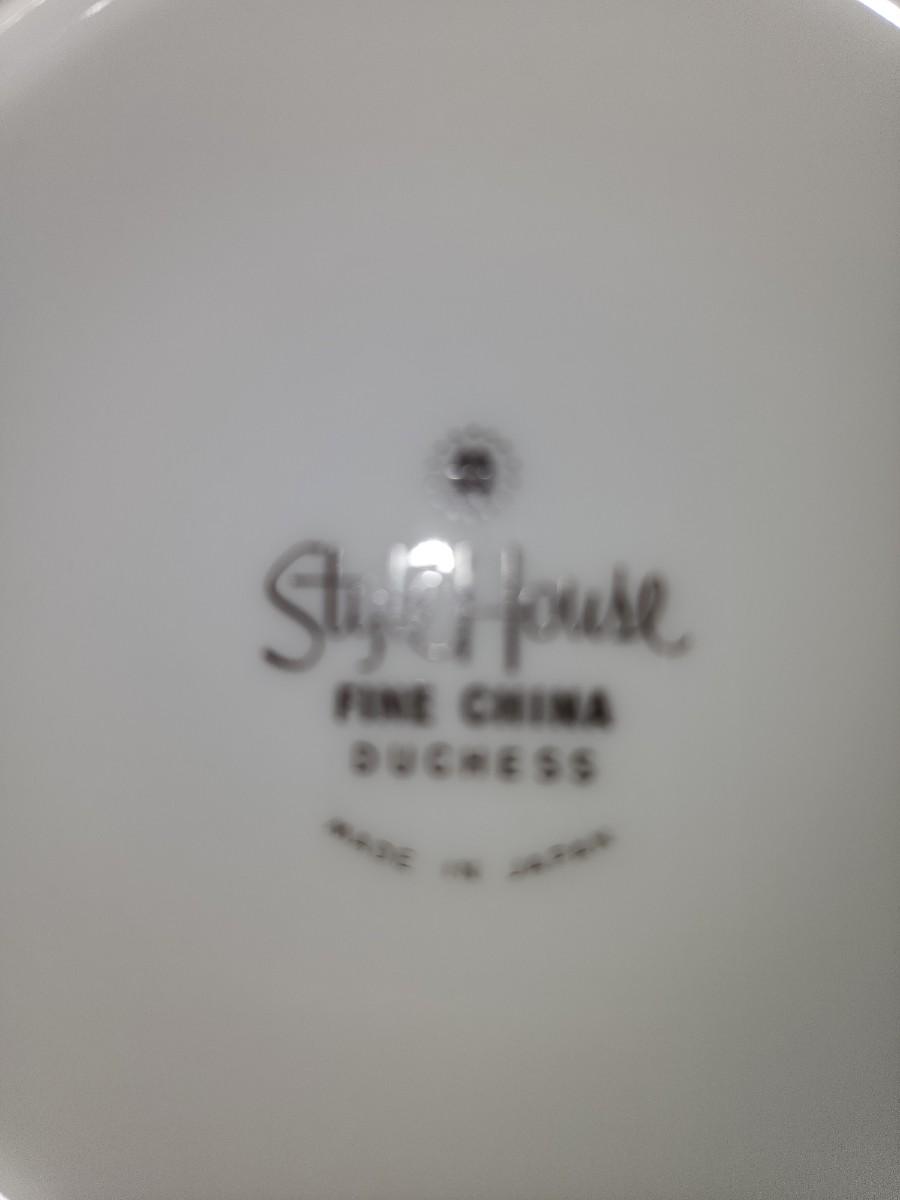 Style House
FINE CHINA
DUCHESS
MADE IN JAPAN